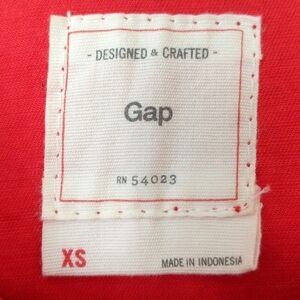 - DESIGNED & CRAFTED -
Gap
RN 54023
XS
MADE IN INDONESIA